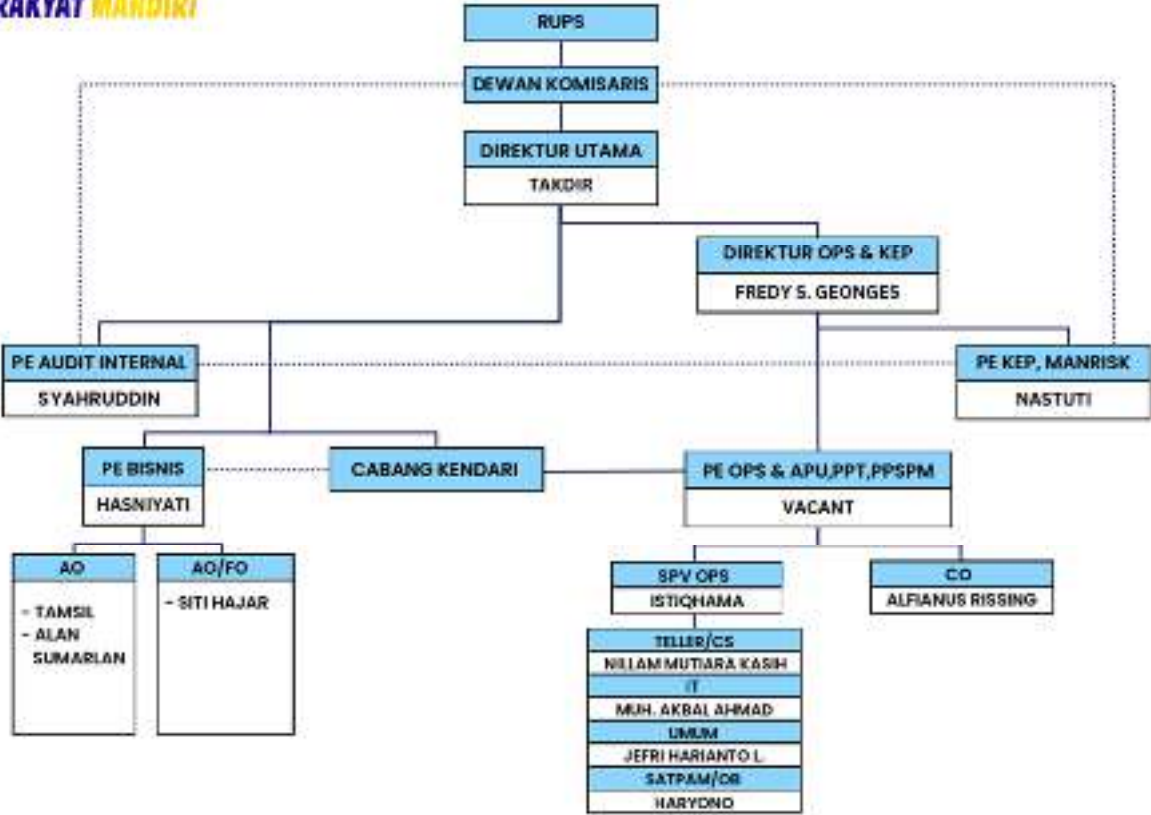 RAKYAT MANDIRI
RUPS
DEWAN KOMISARIS
DIREKTUR UTAMA
TAKDIR
DIREKTUR OPS & KEP
FREDY S. GEONGES
PE AUDIT INTERNAL
SYAHRUDDIN
PE KEP, MANRISK
NASTUTI
PE BISNIS
HASNIYATI
CABANG KENDARI
PE OPS & APU,PPT,PPSPM
VACANT
AO
- TAMSIL
- ALAN
SUMARLAN
AO/FO
- SITI HAJAR
SPV OPS
ISTIQHAMA
CO
ALFIANUS RISSING
TELLER/CS
NILLAM MUTIARA KASIH
IT
MUH. AKBAL AHMAD
UMUM
JEFRI HARIANTO L.
SATPAM/OB
HARYONO